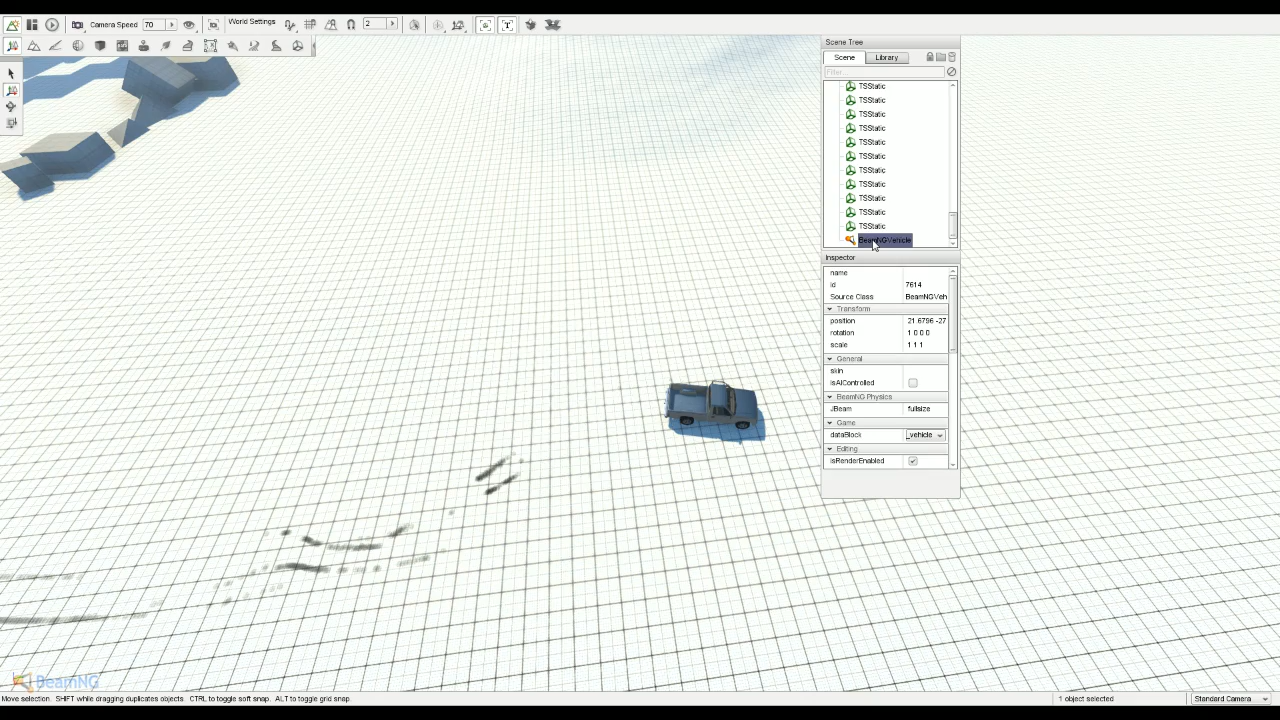 Camera Speed 70 World Settings 2
Scene Tree
Scene Library
Filter...
TSStatic
TSStatic
TSStatic
TSStatic
TSStatic
TSStatic
TSStatic
TSStatic
TSStatic
TSStatic
TSStatic
BeamNGVehicle
Inspector
name
id 7614
Source Class BeamNGVeh
Transform
position 21.6796 -27
rotation 1 0 0 0
scale 1 1 1
General
skin
isAIControlled
BeamNG Physics
JBeam fullsize
Game
dataBlock _vehicle
Editing
isRenderEnabled
BeamNG
Move selection. SHIFT while dragging duplicates objects. CTRL to toggle soft snap. ALT to toggle grid snap. 1 object selected Standard Camera